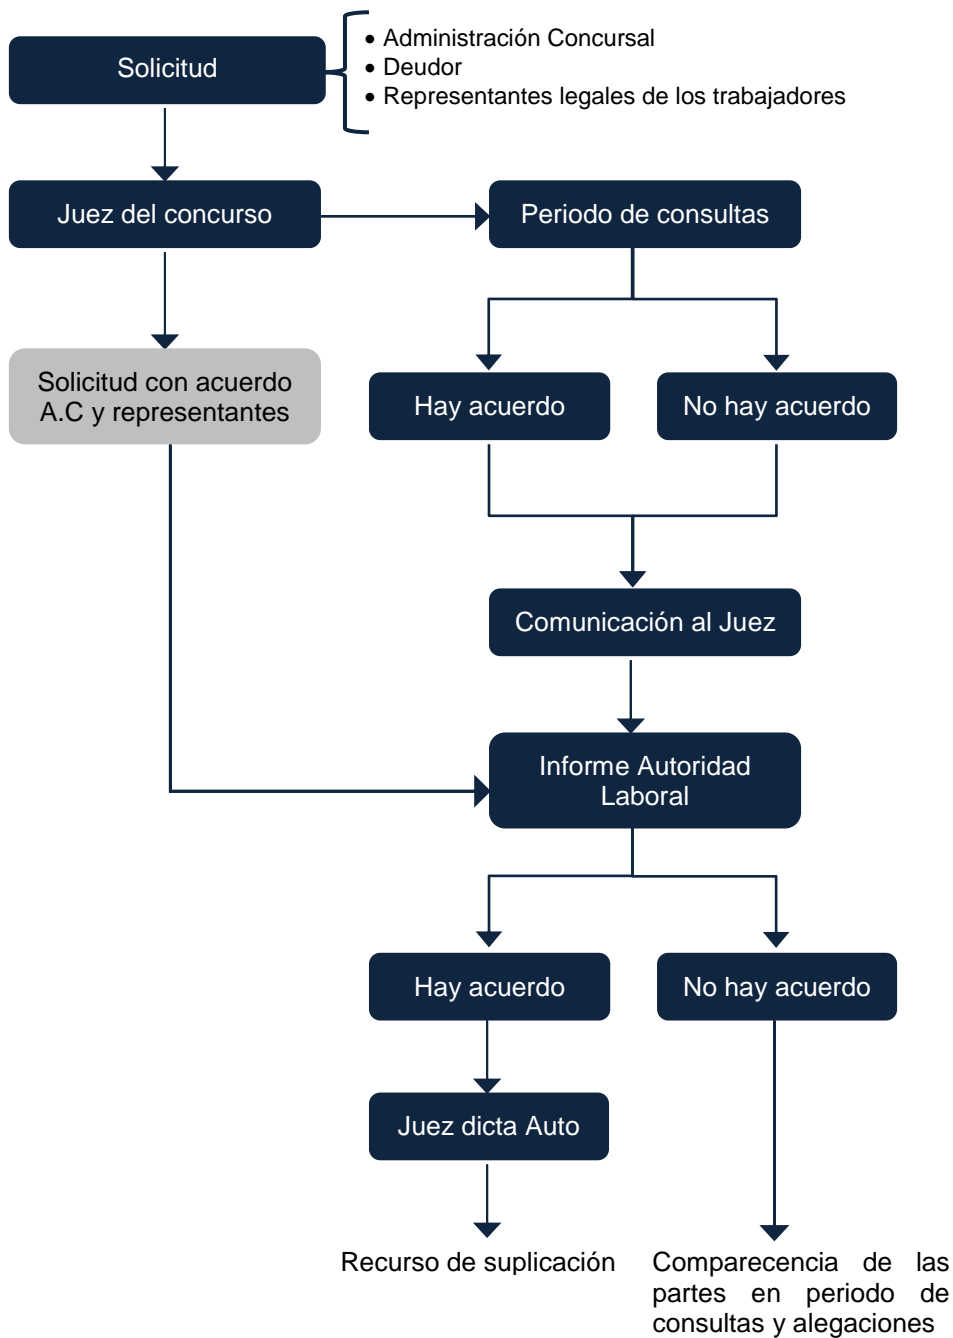 Solicitud
• Administración Concursal
• Deudor
• Representantes legales de los trabajadores
Juez del concurso
Periodo de consultas
Solicitud con acuerdo
A.C y representantes
Hay acuerdo
No hay acuerdo
Comunicación al Juez
Informe Autoridad
Laboral
Hay acuerdo
No hay acuerdo
Juez dicta Auto
Recurso de suplicación
Comparecencia de las
partes en periodo de
consultas y alegaciones